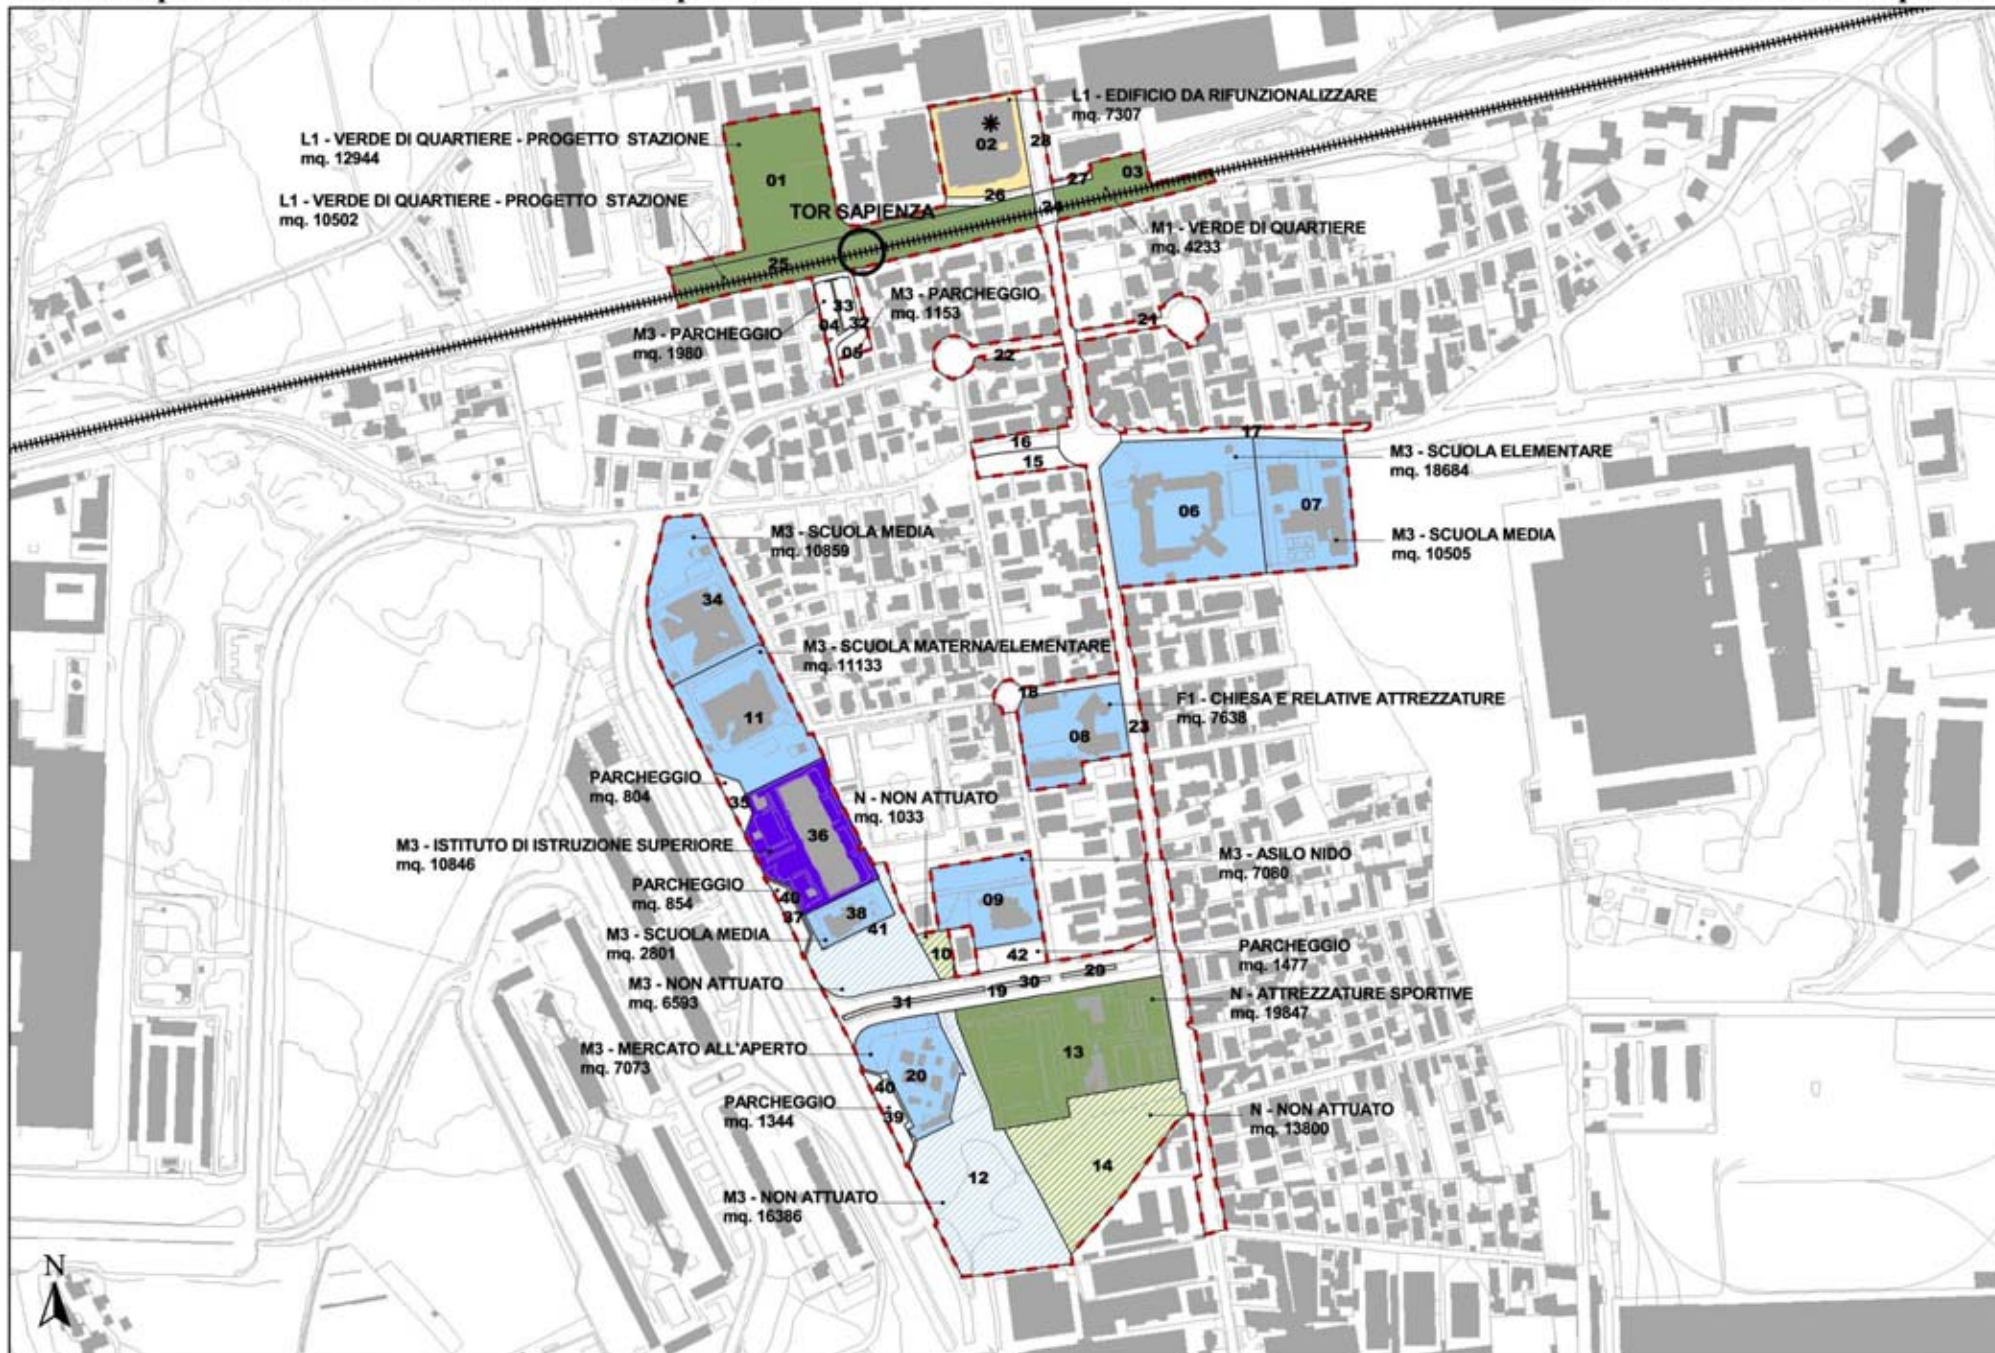 L1 - EDIFICIO DA RIFUNZIONALIZZARE
mq. 7307
L1 - VERDE DI QUARTIERE - PROGETTO STAZIONE
mq. 12944
02
28
01
27
03
L1 - VERDE DI QUARTIERE - PROGETTO STAZIONE
mq. 10502
26
24
TOR SAPIENZA
M1 - VERDE DI QUARTIERE
mq. 4233
25
M3 - PARCHEGGIO
mq. 1153
33
04
32
05
M3 - PARCHEGGIO
mq. 1980
21
22
16
15
17
M3 - SCUOLA ELEMENTARE
mq. 18684
06
07
M3 - SCUOLA MEDIA
mq. 10505
M3 - SCUOLA MEDIA
mq. 10859
34
M3 - SCUOLA MATERNA/ELEMENTARE
mq. 11133
11
18
F1 - CHIESA E RELATIVE ATTREZZATURE
mq. 7638
08
23
PARCHEGGIO
mq. 804
35
N - NON ATTUATO
mq. 1033
36
M3 - ISTITUTO DI ISTRUZIONE SUPERIORE
mq. 10846
M3 - ASILO NIDO
mq. 7080
PARCHEGGIO
mq. 854
40
37
38
09
41
M3 - SCUOLA MEDIA
mq. 2801
10
42
PARCHEGGIO
mq. 1477
M3 - NON ATTUATO
mq. 6593
29
30
19
31
N - ATTREZZATURE SPORTIVE
mq. 19847
M3 - MERCATO ALL'APERTO
mq. 7073
13
20
40
39
PARCHEGGIO
mq. 1344
N - NON ATTUATO
mq. 13800
14
12
M3 - NON ATTUATO
mq. 16386
N